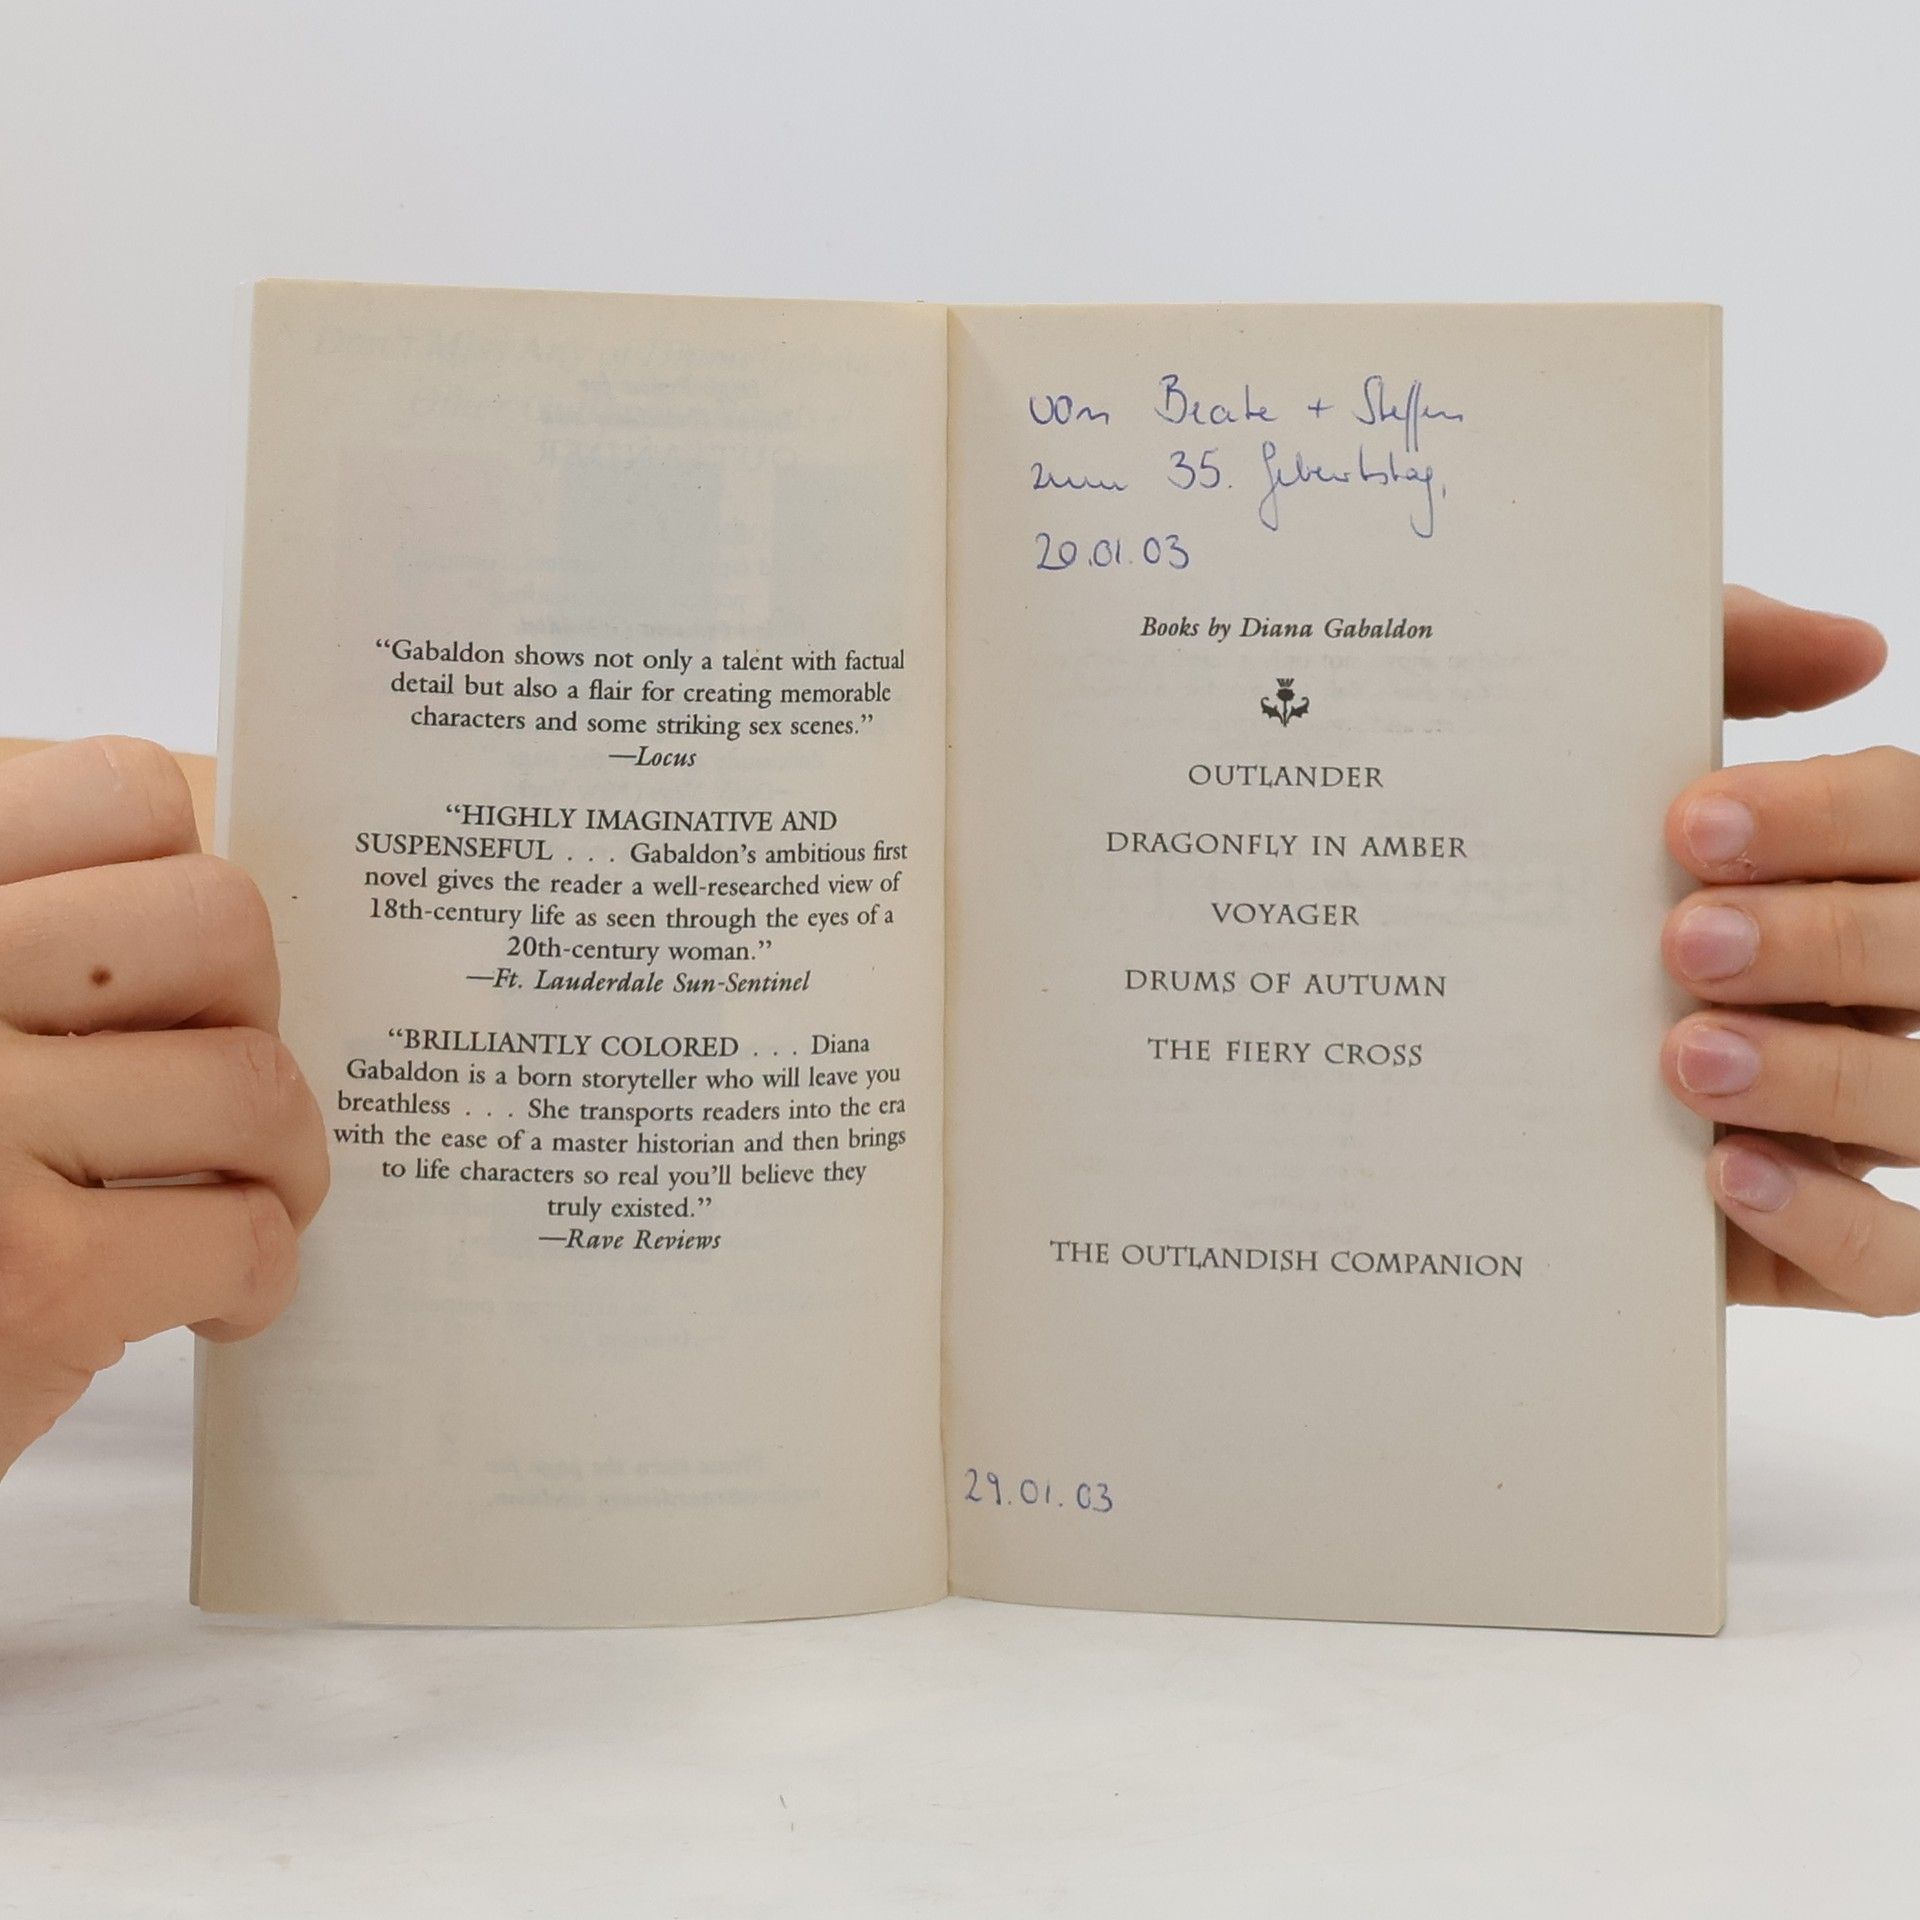 “Gabaldon shows not only a talent with factual
detail but also a flair for creating memorable
characters and some striking sex scenes.”
—Locus
“HIGHLY IMAGINATIVE AND
SUSPENSEFUL . . . Gabaldon’s ambitious first
novel gives the reader a well-researched view of
18th-century life as seen through the eyes of a
20th-century woman.”
—Ft. Lauderdale Sun-Sentinel
“BRILLIANTLY COLORED . . . Diana
Gabaldon is a born storyteller who will leave you
breathless . . . She transports readers into the era
with the ease of a master historian and then brings
to life characters so real you’ll believe they
truly existed.”
—Rave Reviews
von Beate + Steffen
zum 35. Geburtstag,
20.01.03
Books by Diana Gabaldon
OUTLANDER
DRAGONFLY IN AMBER
VOYAGER
DRUMS OF AUTUMN
THE FIERY CROSS
THE OUTLANDISH COMPANION
29.01.03